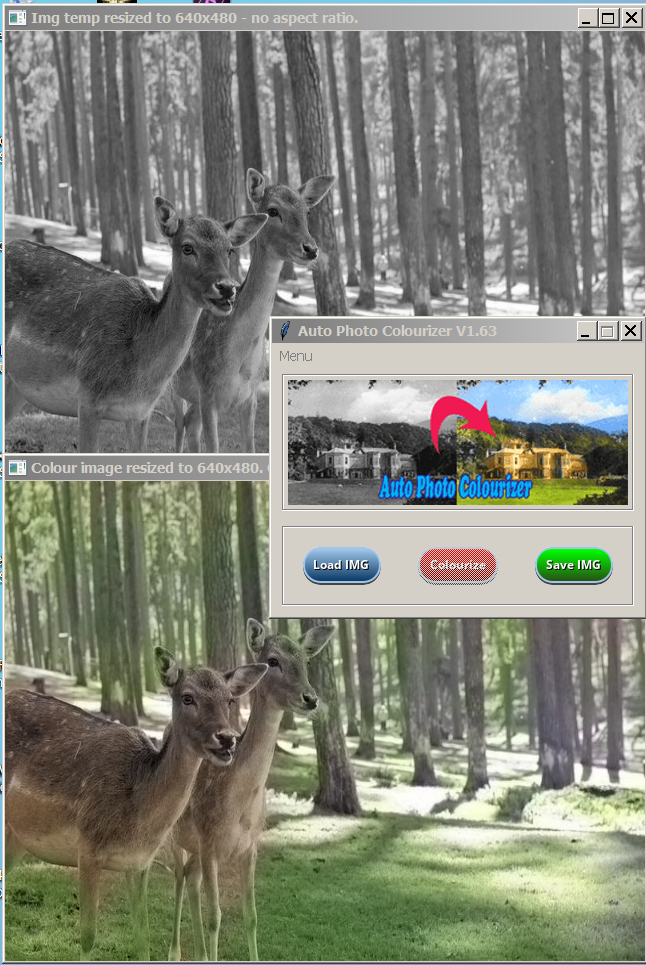 Img temp resized to 640x480 - no aspect ratio.
Auto Photo Colourizer V1.63
Menu
Auto Photo Colourizer
Load IMG
Colourize
Save IMG
Colour image resized to 640x480.